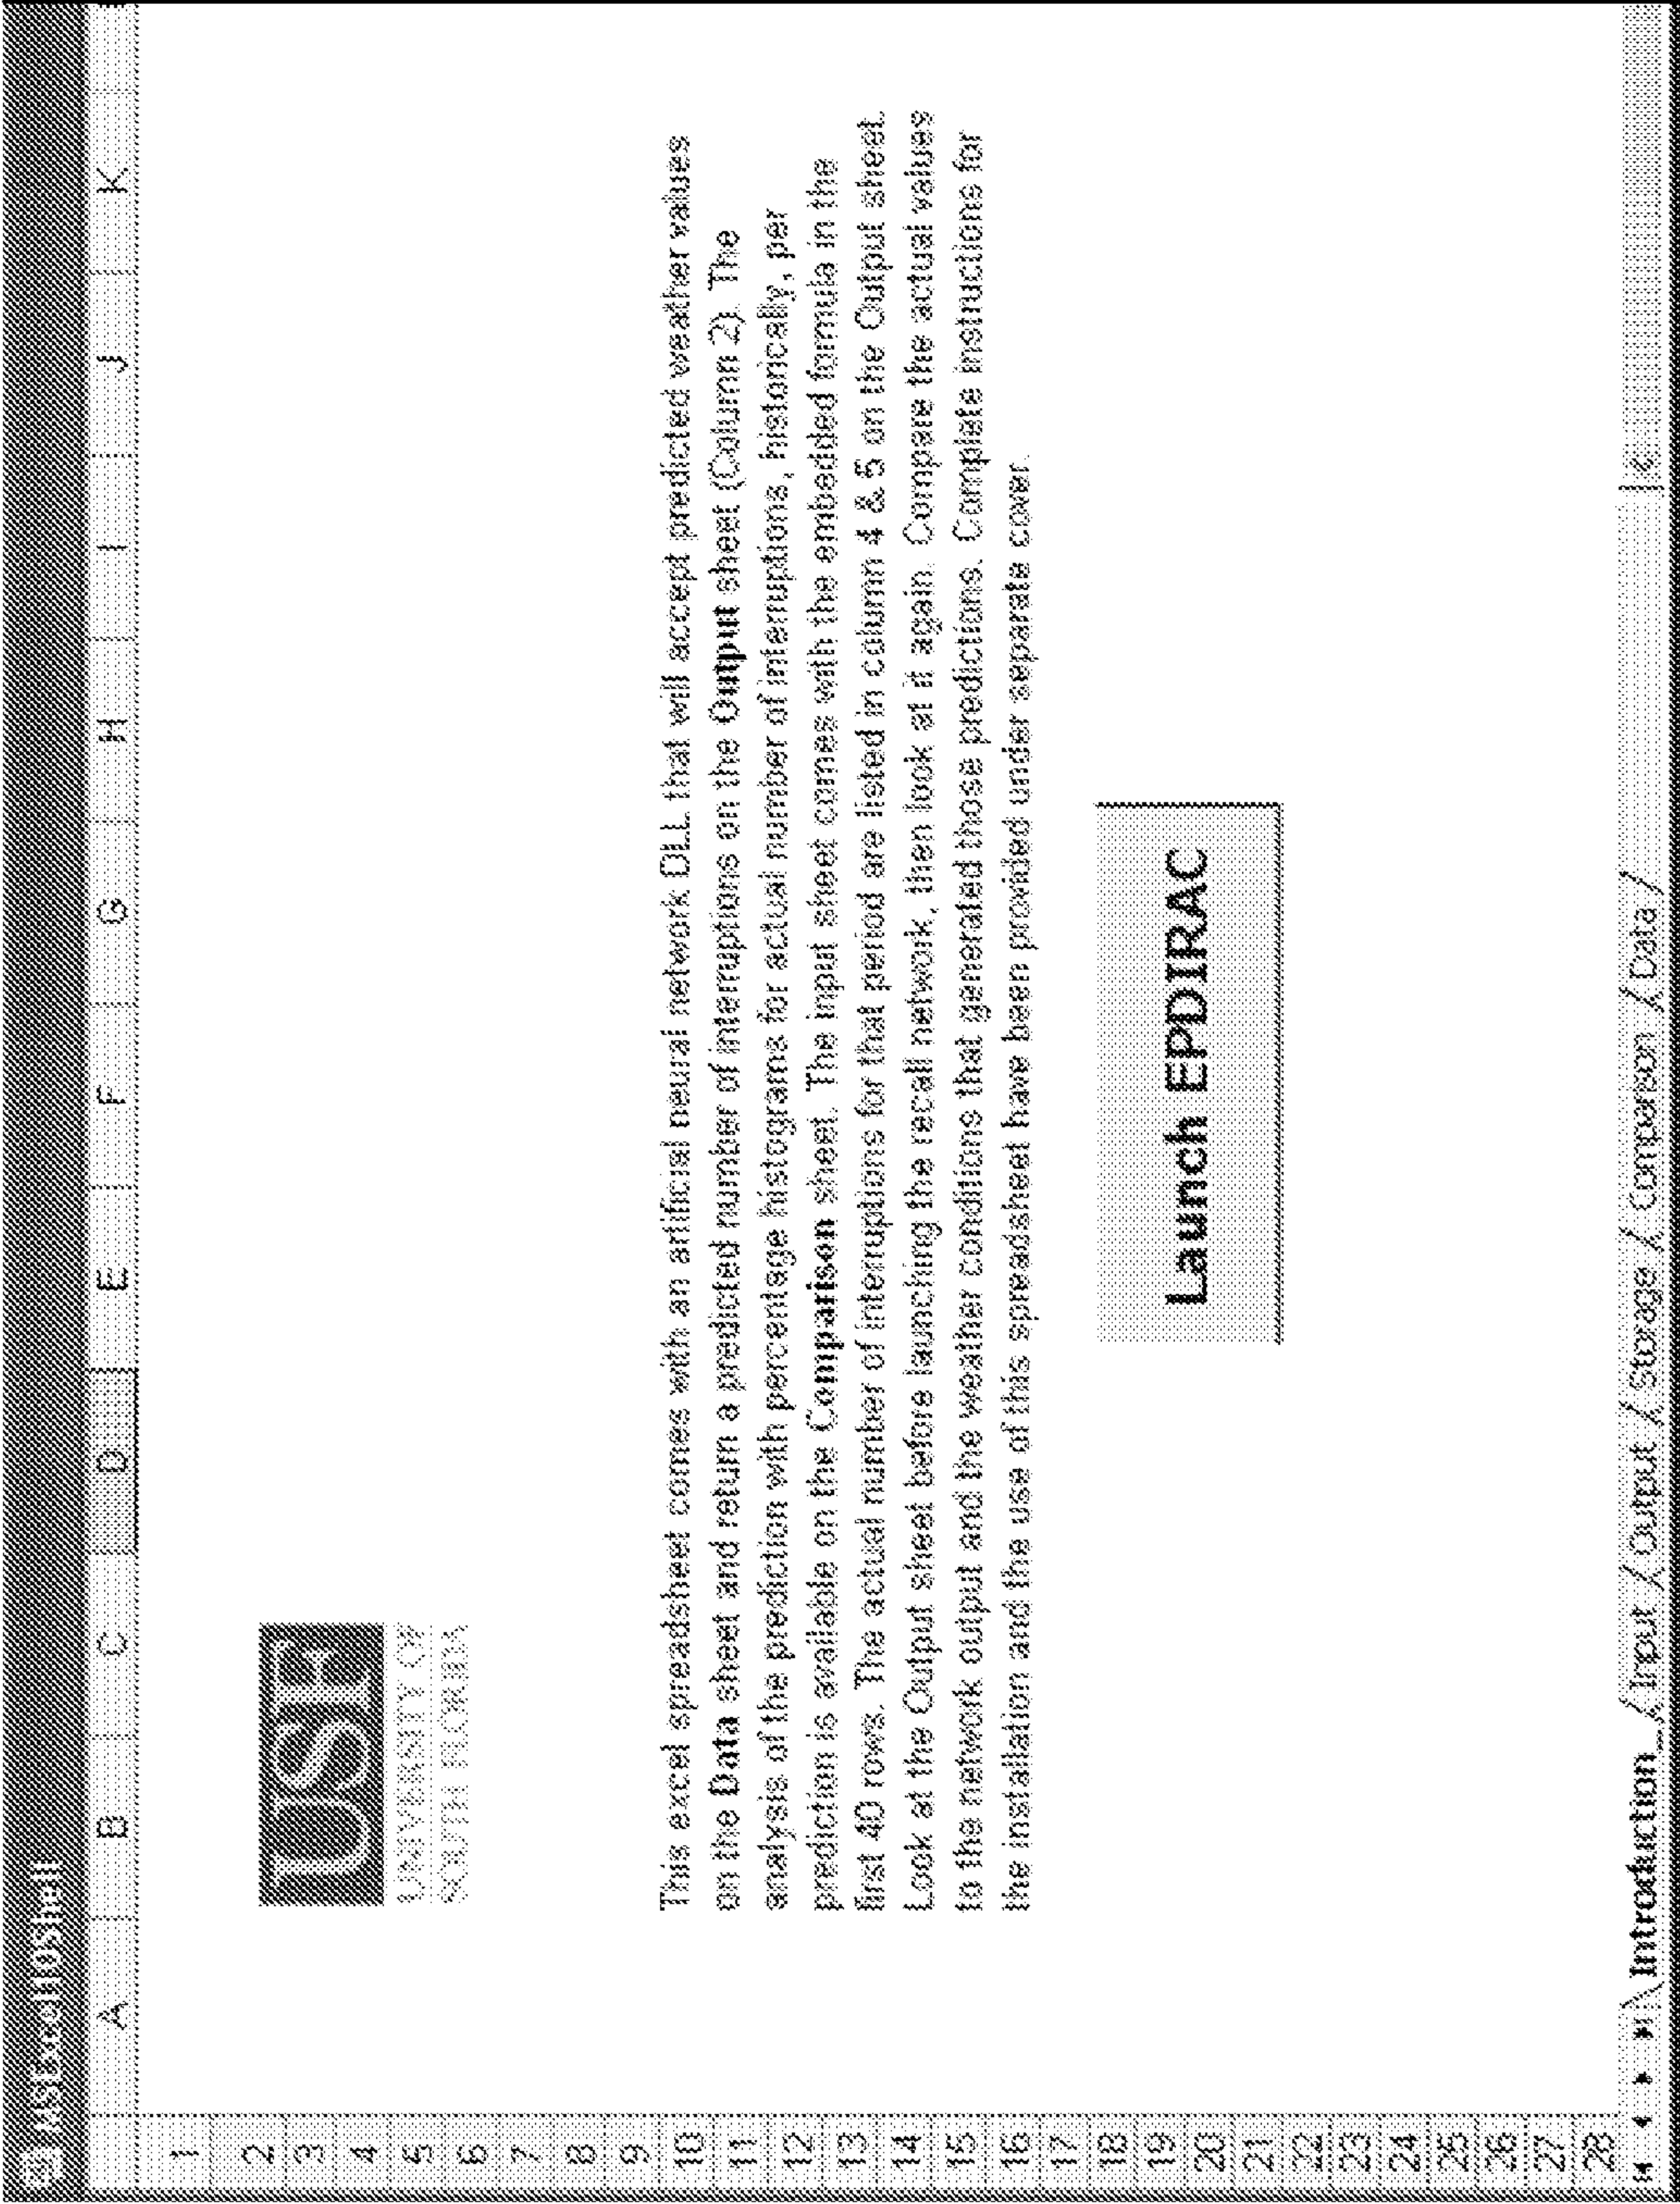 MSExcelIOShell
A B C D E F G H I J K
1
2
3
4
5
6
7
8
9
10
11
12
13
14
15
16
17
18
19
20
21
22
23
24
25
26
27
28
USF
UNIVERSITY OF
SOUTH FLORIDA
This excel spreadsheet comes with an artificial neural network DLL that will accept predicted weather values
on the Data sheet and return a predicted number of interruptions on the Output sheet (Column 2). The
analysis of the prediction with percentage histograms for actual number of interruptions, historically, per
prediction is available on the Comparison sheet. The input sheet comes with the embedded formula in the
first 40 rows. The actual number of interruptions for that period are listed in column 4 & 5 on the Output sheet.
Look at the Output sheet before launching the recall network, then look at it again. Compare the actual values
to the network output and the weather conditions that generated those predictions. Complete instructions for
the installation and the use of this spreadsheet have been provided under separate cover.
Launch EPDIRAC
Introduction / Input / Output / Storage / Comparison / Data /